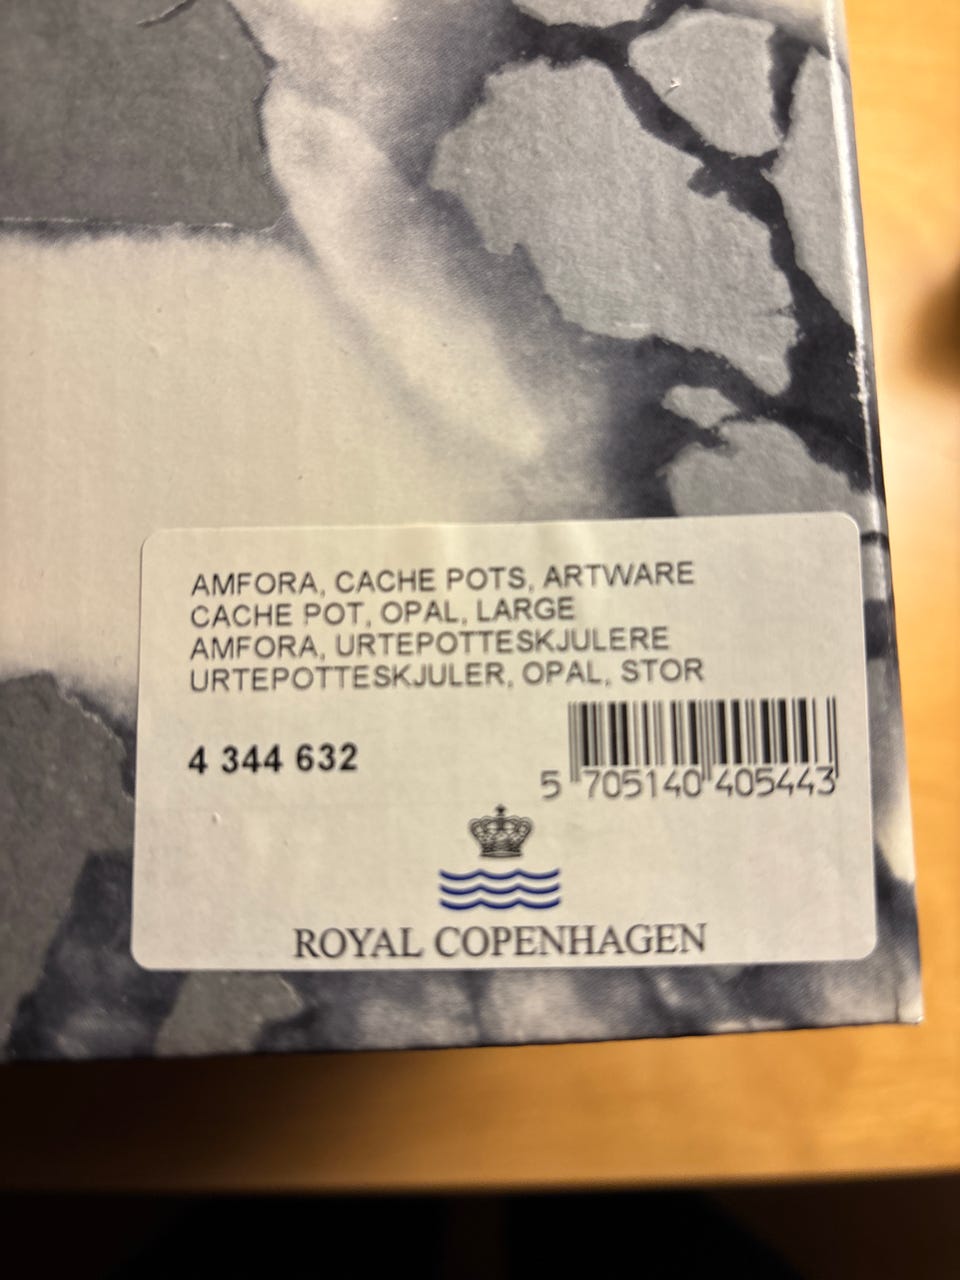 AMFORA, CACHE POTS, ARTWARE
CACHE POT, OPAL, LARGE
AMFORA, URTEPOTTESKJULERE
URTEPOTTESKJULER, OPAL, STOR
4 344 632
5 705140 405443
ROYAL COPENHAGEN